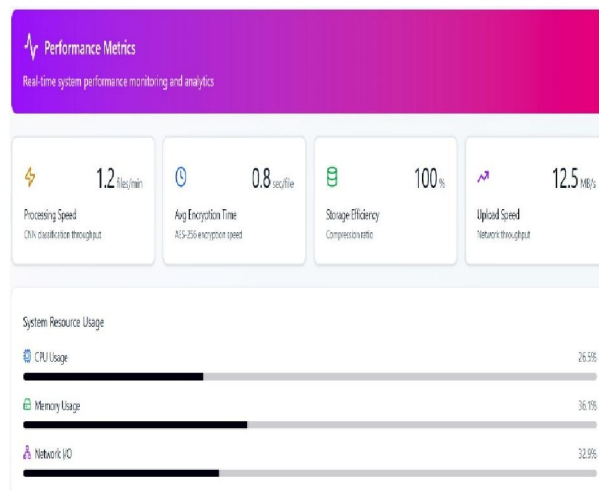 Performance Metrics
Real-time system performance monitoring and analytics
1.2 files/min
Processing Speed
CNN classification throughput
0.8 sec/file
Avg Encryption Time
AES-256 encryption speed
100 %
Storage Efficiency
Compression ratio
12.5 MB/s
Upload Speed
Network throughput
System Resource Usage
CPU Usage 26.5%
Memory Usage 36.1%
Network I/O 32.9%